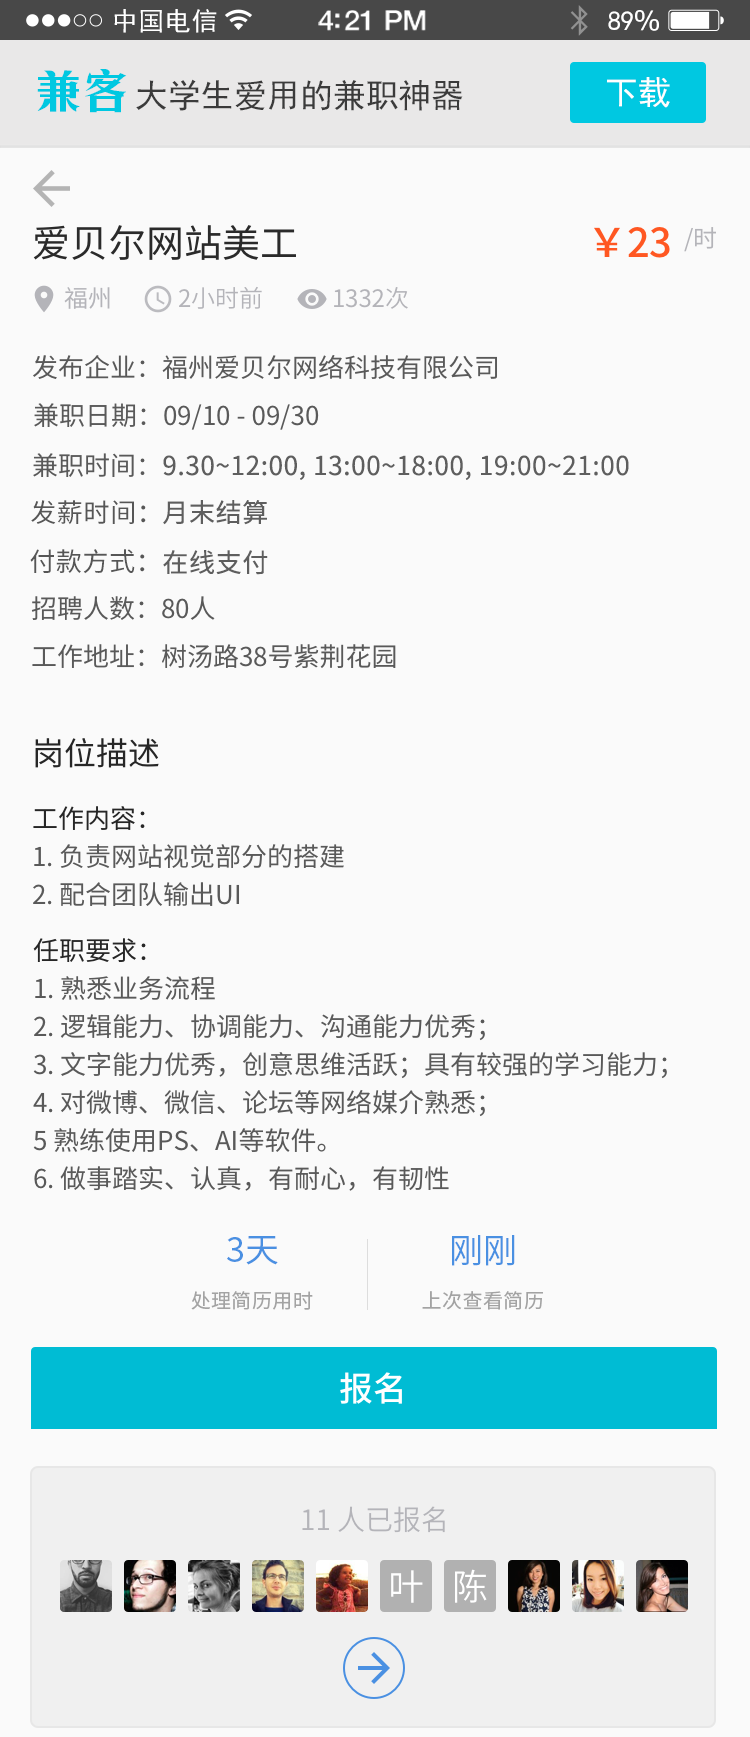 中国电信 4:21 PM 89%
兼客 大学生爱用的兼职神器 下载
爱贝尔网站美工 ￥23 /时
福州 2小时前 1332次
发布企业：福州爱贝尔网络科技有限公司
兼职日期：09/10 - 09/30
兼职时间：9.30~12:00, 13:00~18:00, 19:00~21:00
发薪时间：月末结算
付款方式：在线支付
招聘人数：80人
工作地址：树汤路38号紫荆花园
岗位描述
工作内容：
1. 负责网站视觉部分的搭建
2. 配合团队输出UI
任职要求：
1. 熟悉业务流程
2. 逻辑能力、协调能力、沟通能力优秀；
3. 文字能力优秀，创意思维活跃；具有较强的学习能力；
4. 对微博、微信、论坛等网络媒介熟悉；
5 熟练使用PS、AI等软件。
6. 做事踏实、认真，有耐心，有韧性
3天 刚刚
处理简历用时 上次查看简历
报名
11 人已报名
叶 陈